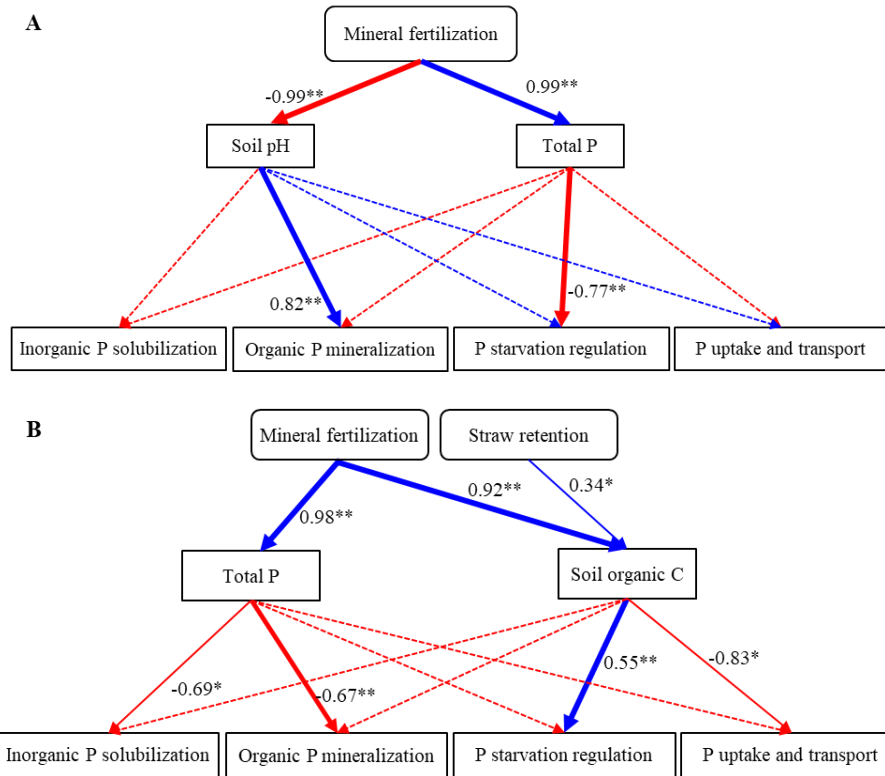 A
Mineral fertilization
-0.99**
0.99**
Soil pH
Total P
0.82**
-0.77**
Inorganic P solubilization
Organic P mineralization
P starvation regulation
P uptake and transport
B
Mineral fertilization
Straw retention
0.98**
0.92**
0.34*
Total P
Soil organic C
-0.69*
-0.67**
0.55**
-0.83*
Inorganic P solubilization
Organic P mineralization
P starvation regulation
P uptake and transport